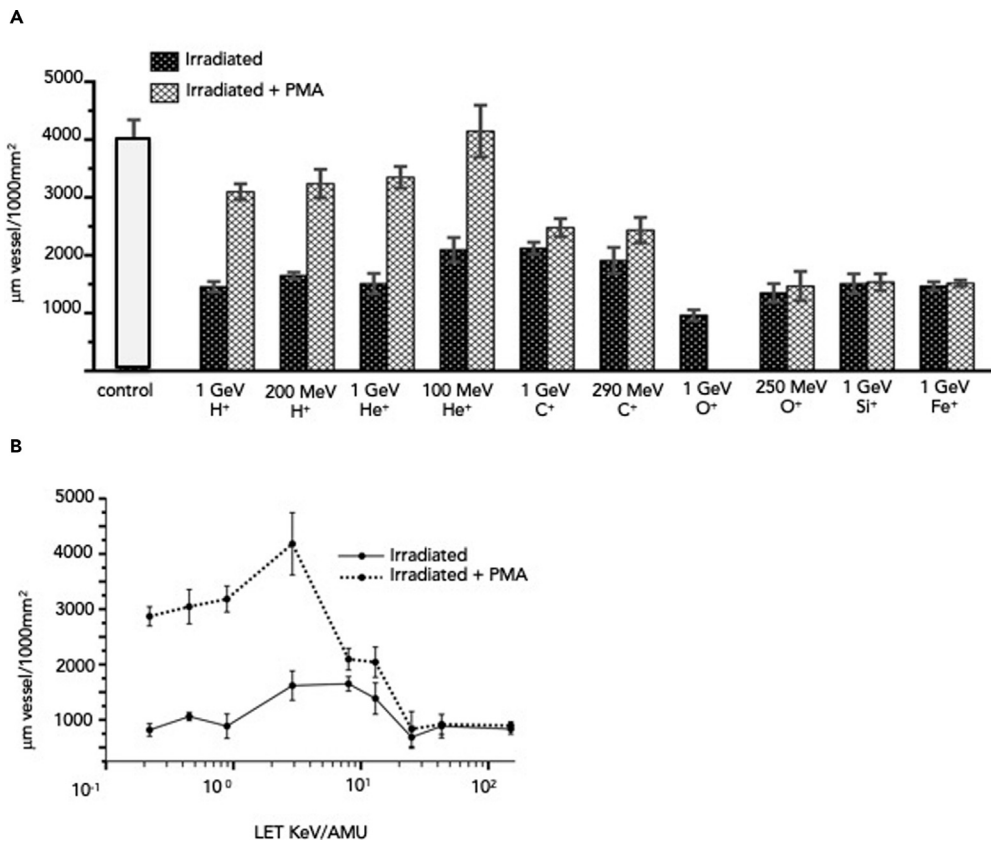 A
Irradiated
Irradiated + PMA
5000
4000
3000
2000
1000
μm vessel/1000mm²
control
1 GeV H⁺
200 MeV H⁺
1 GeV He⁺
100 MeV He⁺
1 GeV C⁺
290 MeV C⁺
1 GeV O⁺
250 MeV O⁺
1 GeV Si⁺
1 GeV Fe⁺
B
5000
4000
3000
2000
1000
μm vessel/1000mm²
Irradiated
Irradiated + PMA
10⁻¹ 10⁰ 10¹ 10²
LET KeV/AMU